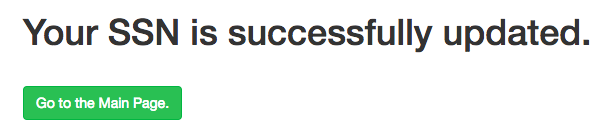 Your SSN is successfully updated.
Go to the Main Page.